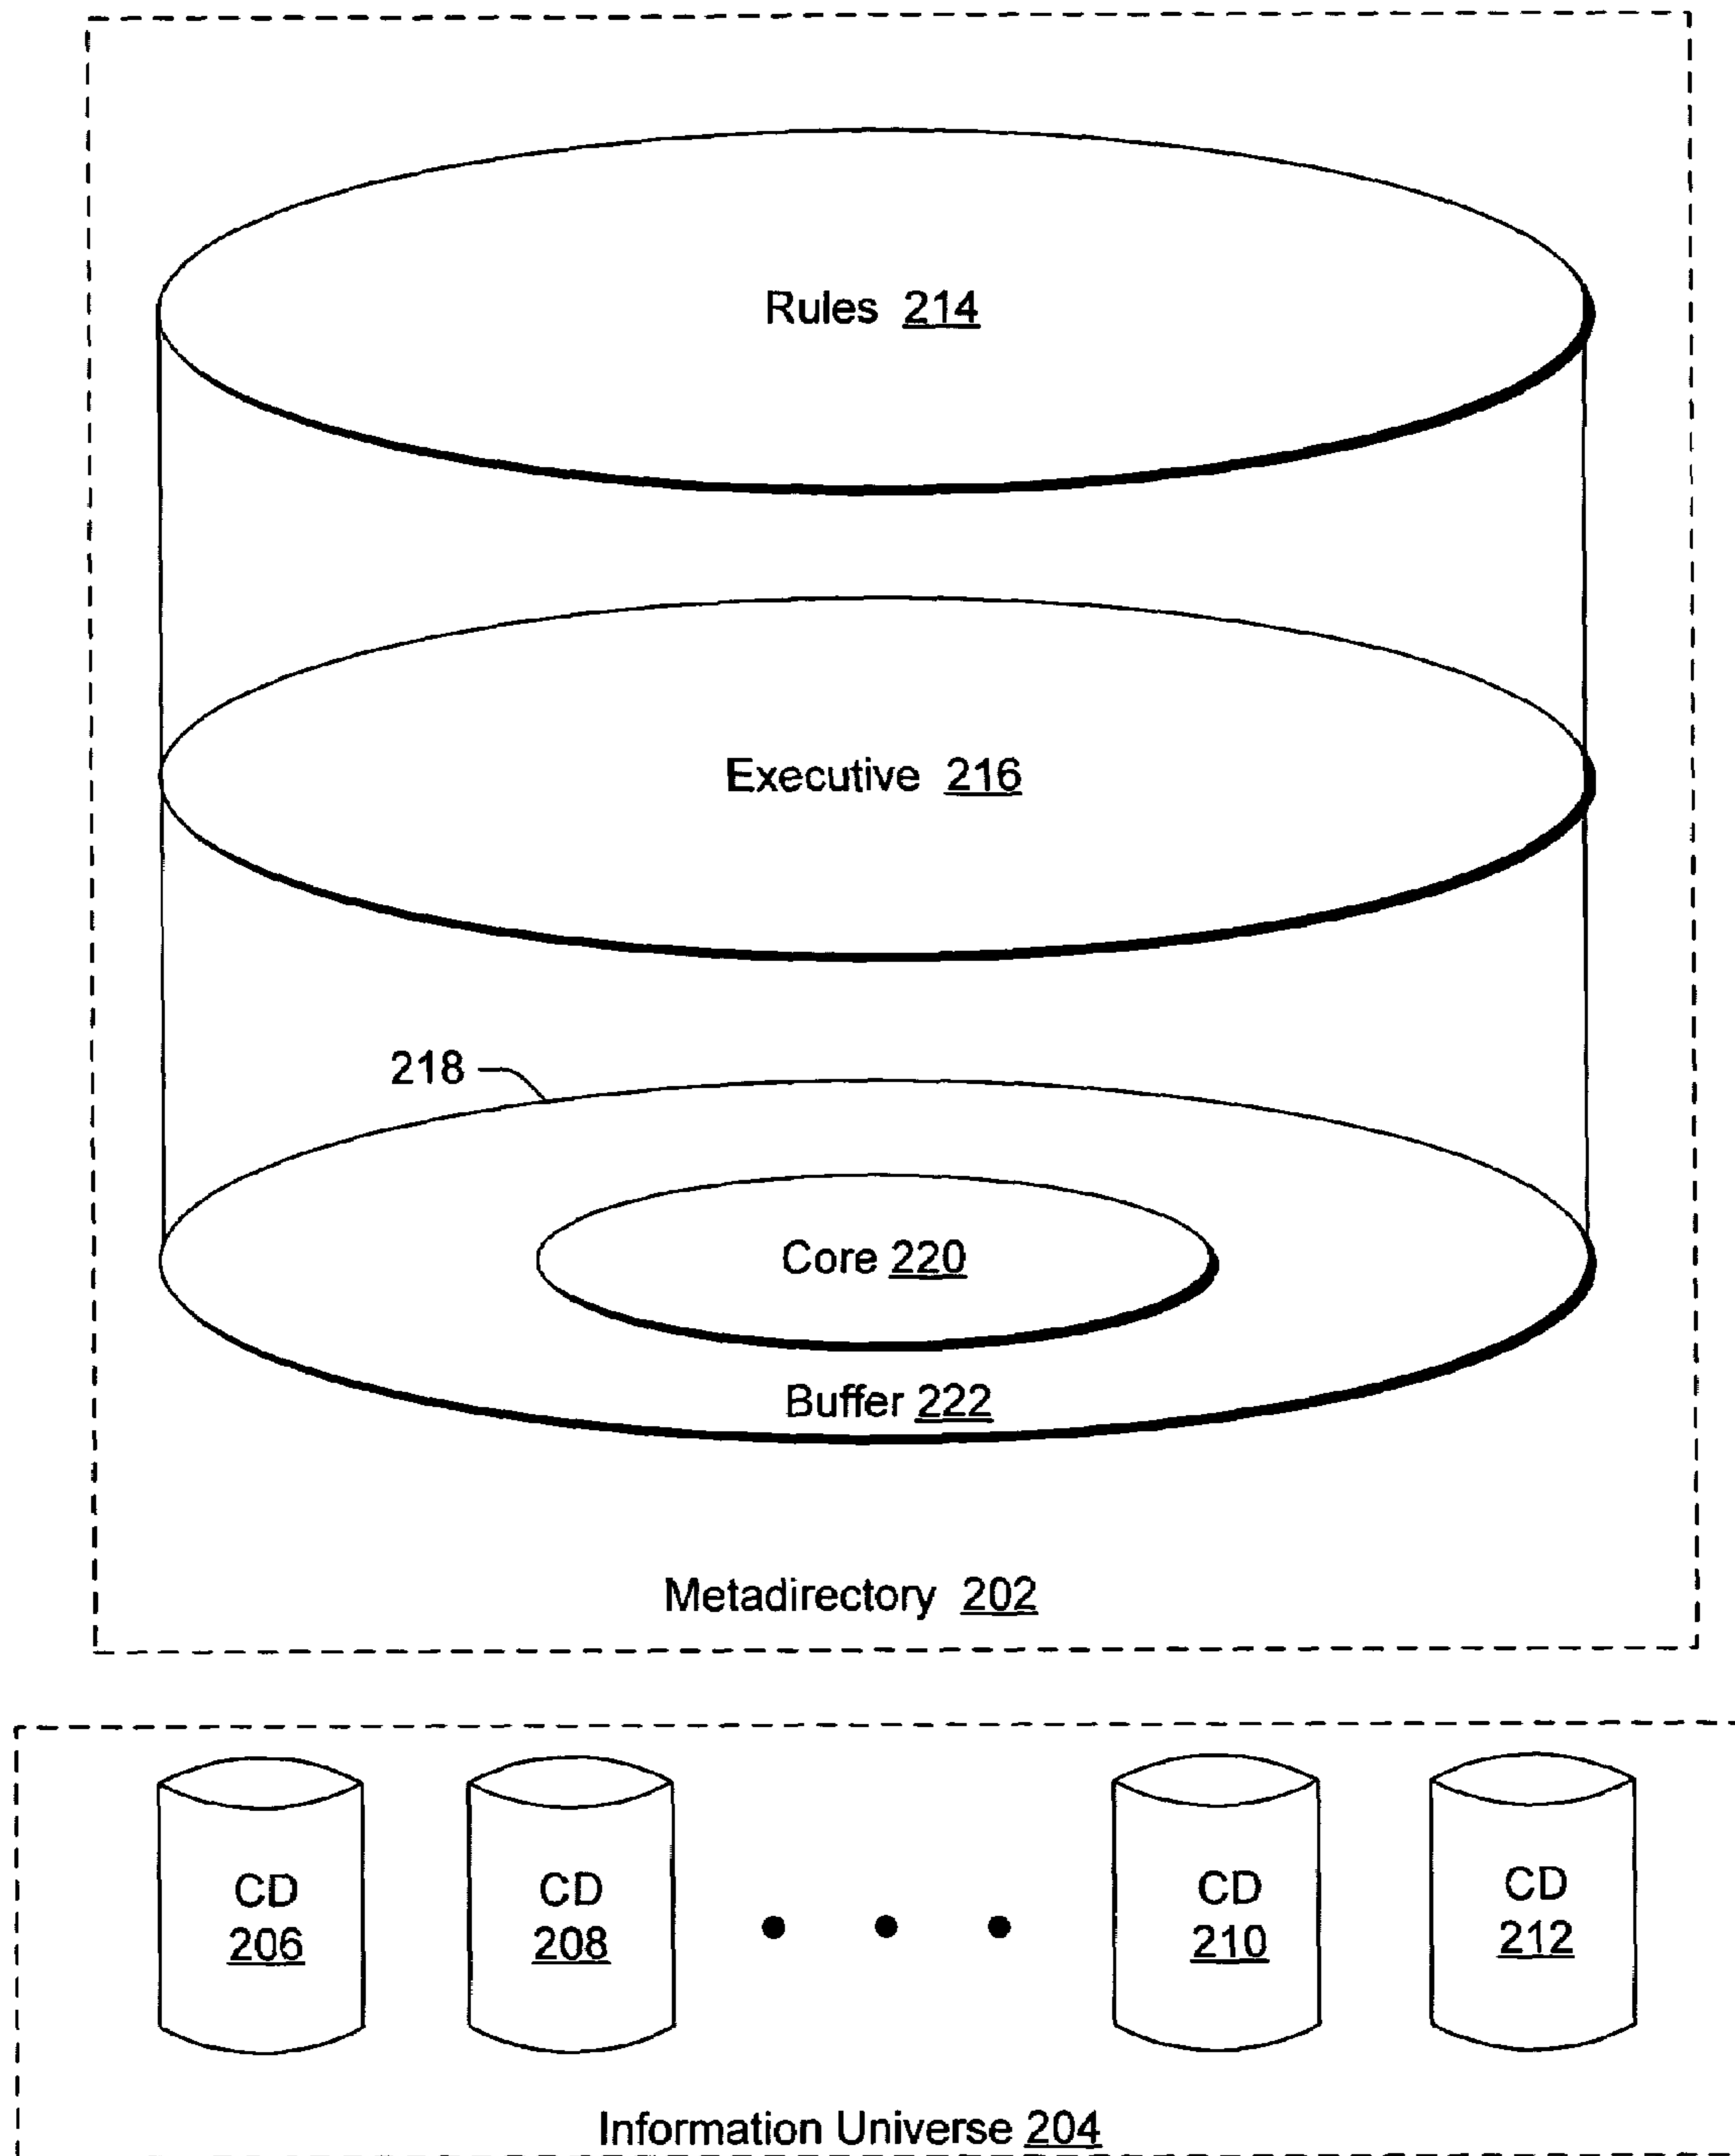 Rules 214
Executive 216
218
Core 220
Buffer 222
Metadirectory 202
CD
206
CD
208
CD
210
CD
212
Information Universe 204